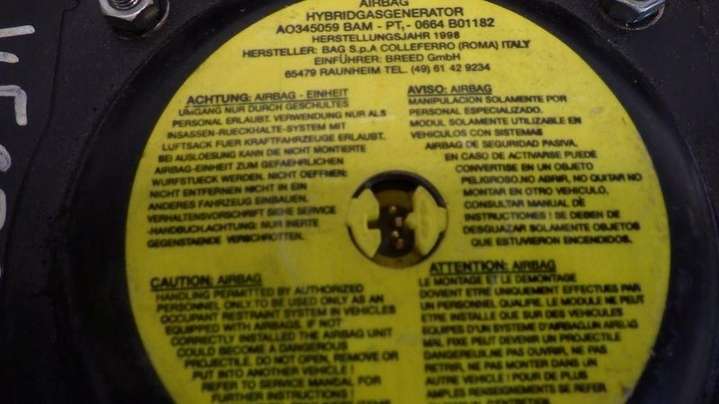 AIRBAG
HYBRIDGASGENERATOR
AO345059 BAM - PT,- 0664 B01182
HERSTELLUNGSJAHR 1998
HERSTELLER: BAG S.p.A COLLEFERRO (ROMA) ITALY
EINFÜHRER: BREED GmbH
65479 RAUNHEIM TEL. (49) 61 42 9234
ACHTUNG: AIRBAG - EINHEIT
UMGANG NUR DURCH GESCHULTES
PERSONAL ERLAUBT. VERWENDUNG NUR ALS
INSASSEN-RUECKHALTE-SYSTEM MIT
LUFTSACK FUER KRAFTFAHRZEUGE ERLAUBT.
BEI AUSLOESUNG KANN DIE NICHT MONTIERTE
AIRBAG-EINHEIT ZUM GEFAEHRLICHEN
WURFSTUECK WERDEN. NICHT OEFFNEN:
NICHT ENTFERNEN NICHT IN EIN
ANDERES FAHRZEUG EINBAUEN.
VERHALTENSVORSCHRIFT SIEHE SERVICE
-HANDBUCH.ACHTUNG: NUR INERTE
GEGENSTAENDE VERSCHROTTEN.
AVISO: AIRBAG
MANIPULACION SOLAMENTE POR
PERSONAL ESPECIALIZADO.
MODUL SOLAMENTE UTILIZABLE EN
VEHICULOS CON SISTEMAS
AIRBAG DE SEGURIDAD PASIVA.
EN CASO DE ACTIVARSE PUEDE
CONVERTISE EN UN OBJETO
PELIGROSO.NO ABRIR, NO QUITAR NO
MONTAR EN OTRO VEHICULO.
CONSULTAR MANUAL DE
INSTRUCTIONES ! SE DEBEN DE
DESGUAZAR SOLAMENTE OBJETOS
QUE ESTUVIERON ENCENDIDOS.
CAUTION: AIRBAG
HANDLING PERMITTED BY AUTHORIZED
PERSONAL ONLY TO BE USED ONLY AS AN
OCCUPANT RESTRAINT SYSTEM IN VEHICLES
EQUIPPED WITH AIRBAGS. IF NOT
CORRECTLY INSTALLED THE AIRBAG UNIT
COULD BECOME A DANGEROUS
PROJECTILE. DO NOT OPEN, REMOVE OR
PUT INTO ANOTHER VEHICLE !
REFER TO SERVICE MANUAL FOR
FURTHER INSTRUCTIONS !
ATTENTION: AIRBAG
LE MONTAGE ET LE DEMONTAGE
DOIVENT ETRE UNIQUEMENT EFFECTUES PAR
UN PERSONNEL QUALIFIE. LE MODULE NE PEUT
ETRE INSTALLE QUE SUR DES VEHICULES
EQUIPES D'UN SYSTEME D'AIRBAG.UN AIRBAG
MAL FIXE PEUT DEVENIR UN PROJECTILE
DANGEREUS.NE PAS OUVRIR, NE PAS
RETIRR, NE PAS MONTER DANS UN
AUTRE VEHICULE ! POUR DE PLUS
AMPLES RENSEIGNEMENTS SE REFER